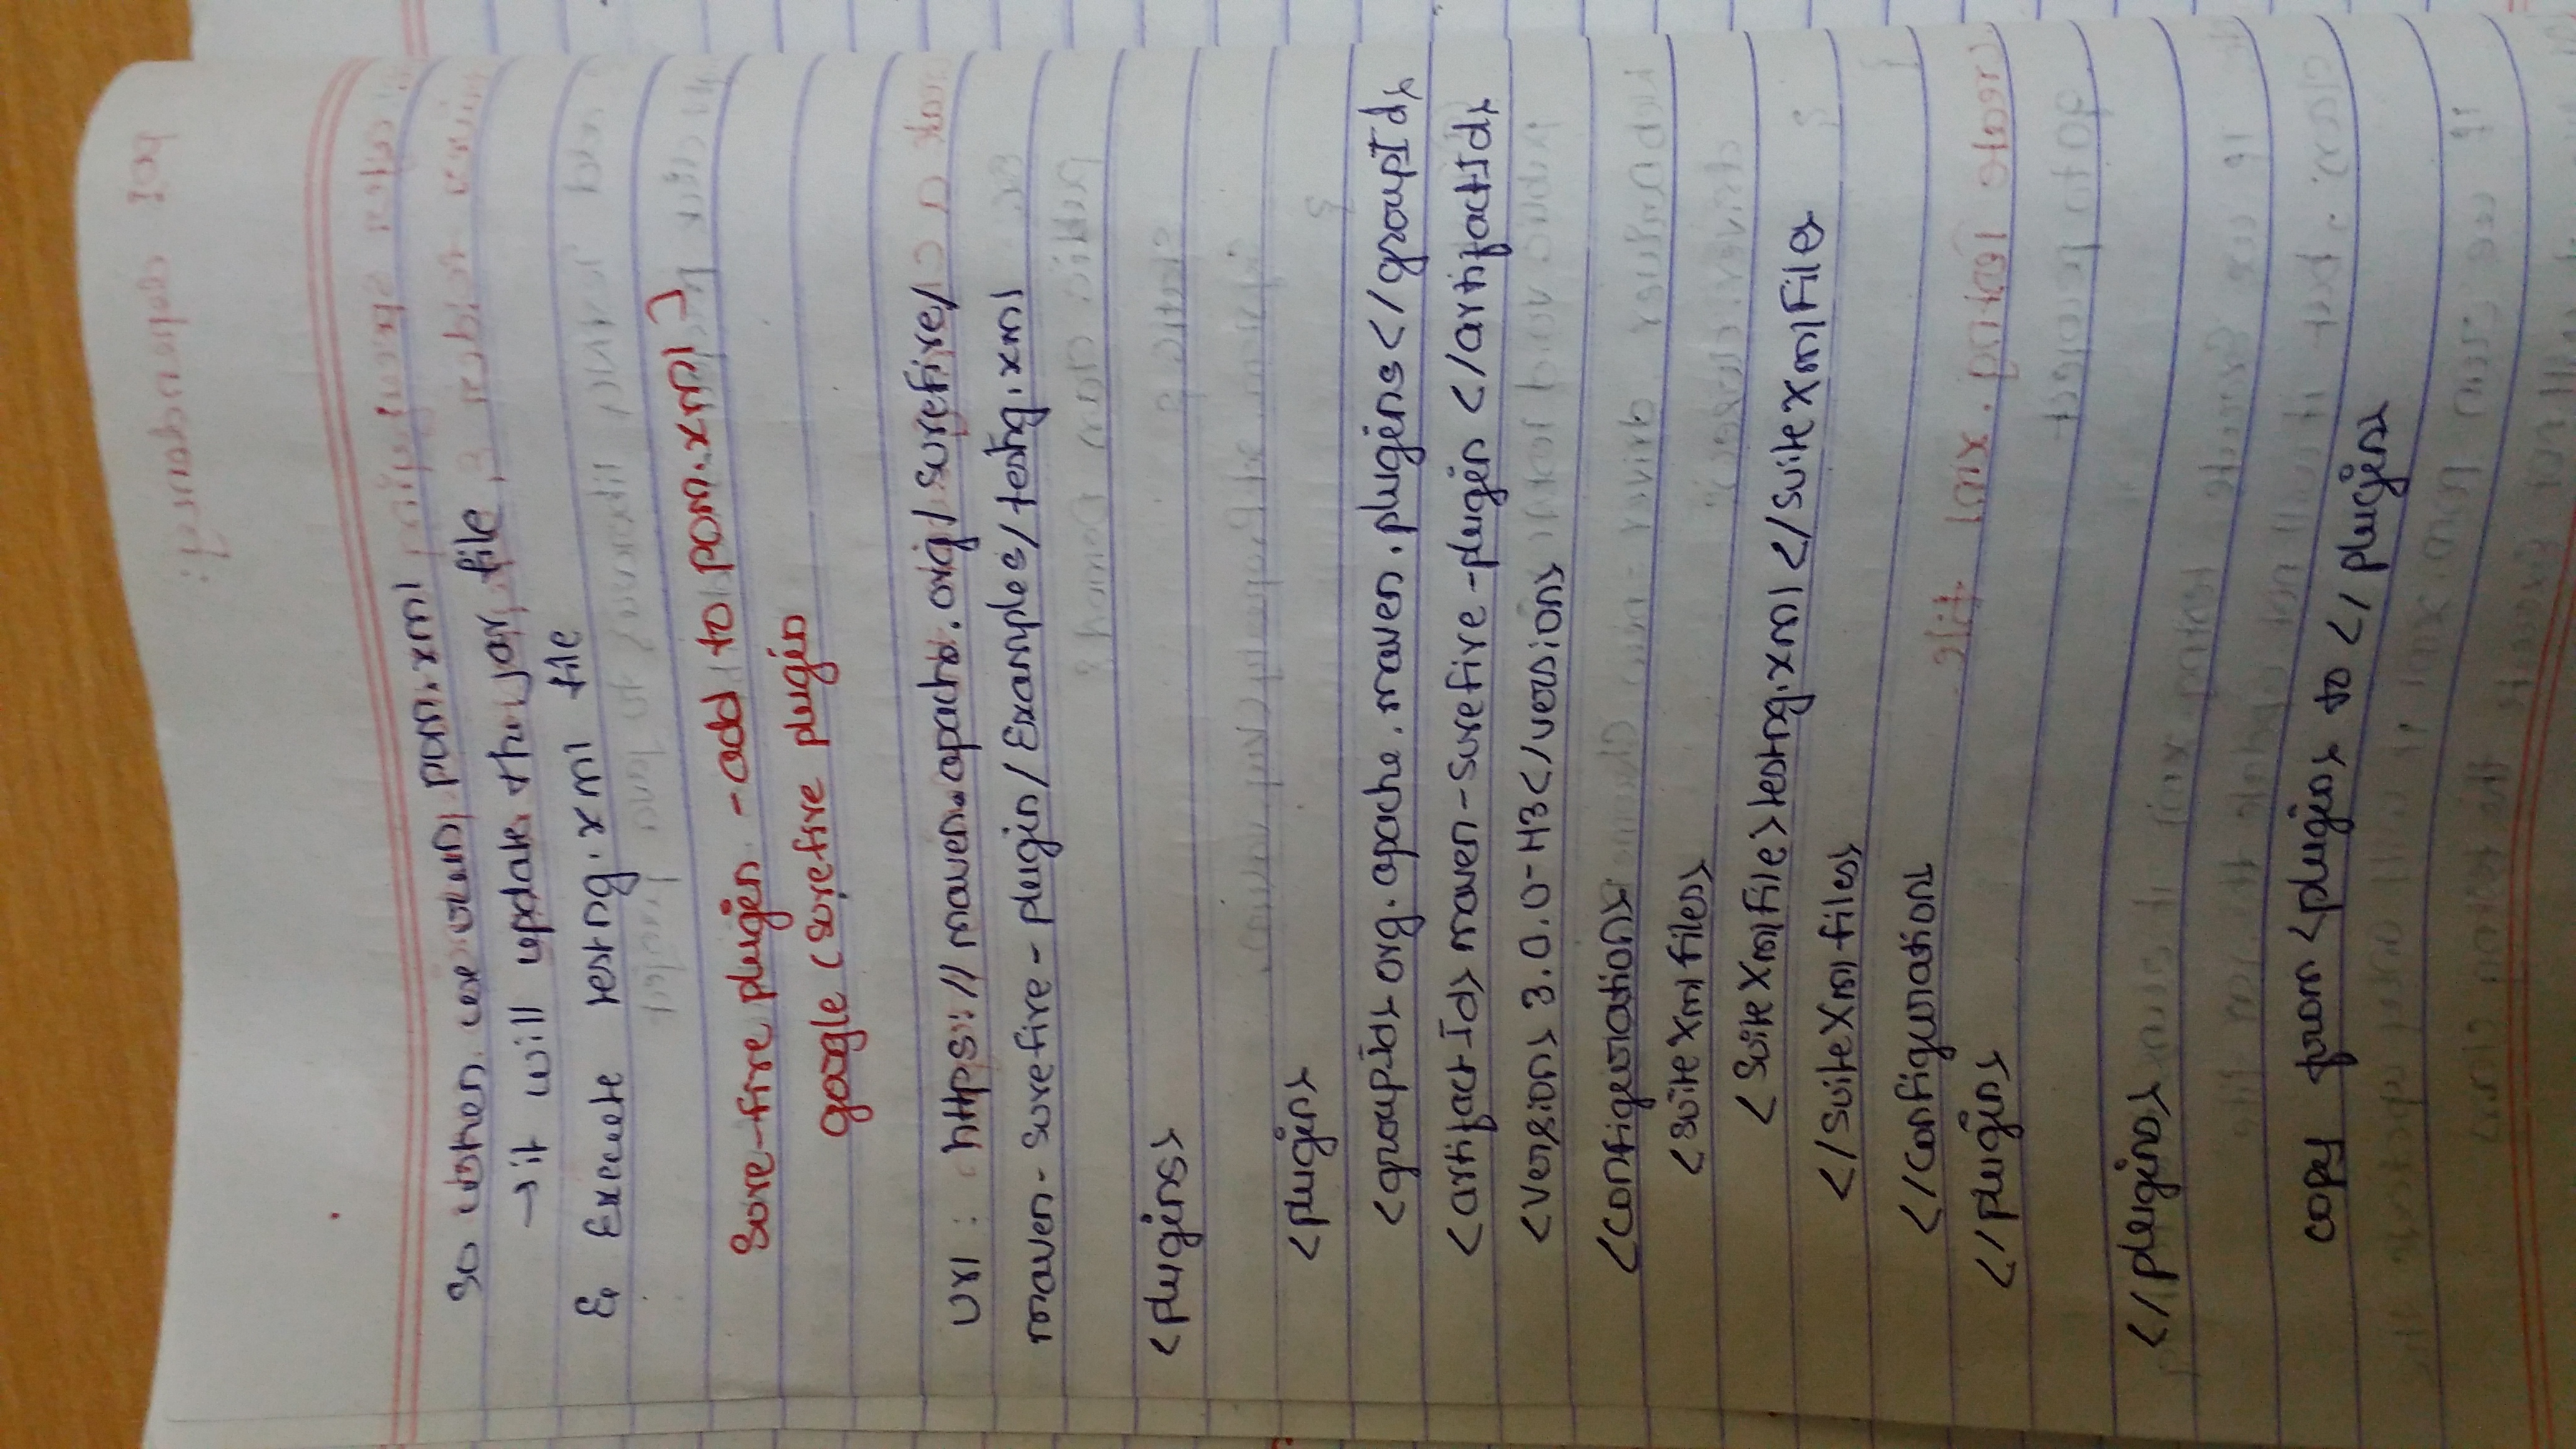 so when we run pom.xml
→ it will update the jar file
& Execute testng.xml file
Sure-fire plugin - add to pom.xml
google (surefire plugin
url : https://maven.apache.org/surefire/
maven-surefire-plugin/Examples/testng.xml
<plugins>
<plugin>
<groupId> org.apache.maven.plugins </groupId>
<artifactId> maven-surefire-plugin </artifactId>
<version> 3.0.0-M3 </version>
<configuration>
<suiteXmlfiles>
<suiteXmlFile> testng.xml </suiteXmlFile>
</suiteXmlfiles>
</configuration>
</plugin>
</plugins>
copy from <plugin> to </plugin>